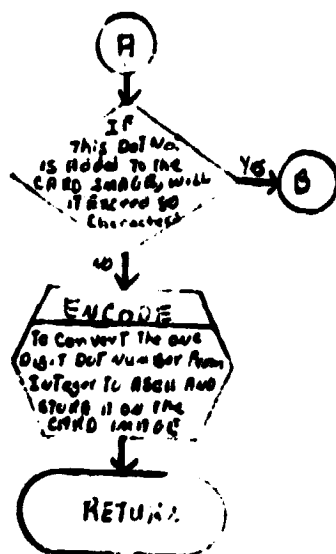 A
If
This Dot No.
is Added to the
CARD IMAGE, Will
it Exceed 80
Characters
Yes
B
NO
ENCODE
To Convert The one
Digit Dot Number From
Integer to ASCII AND
STORE it on the
CARD IMAGE
RETURN